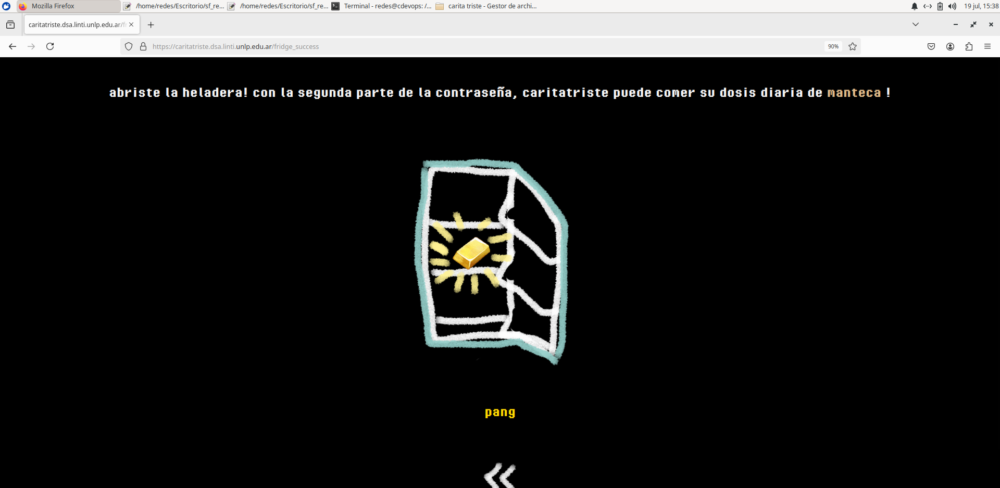 Mozilla Firefox
/home/redes/Escritorio/sf_re...
/home/redes/Escritorio/sf_re...
Terminal - redes@cdevops: /...
carita triste - Gestor de archi...
19 jul, 15:38
caritatriste.dsa.linti.unlp.edu.ar/fr
https://caritatriste.dsa.linti.unlp.edu.ar/fridge_success
90%
abriste la heladera! con la segunda parte de la contraseña, caritatriste puede comer su dosis diaria de manteca !
pang